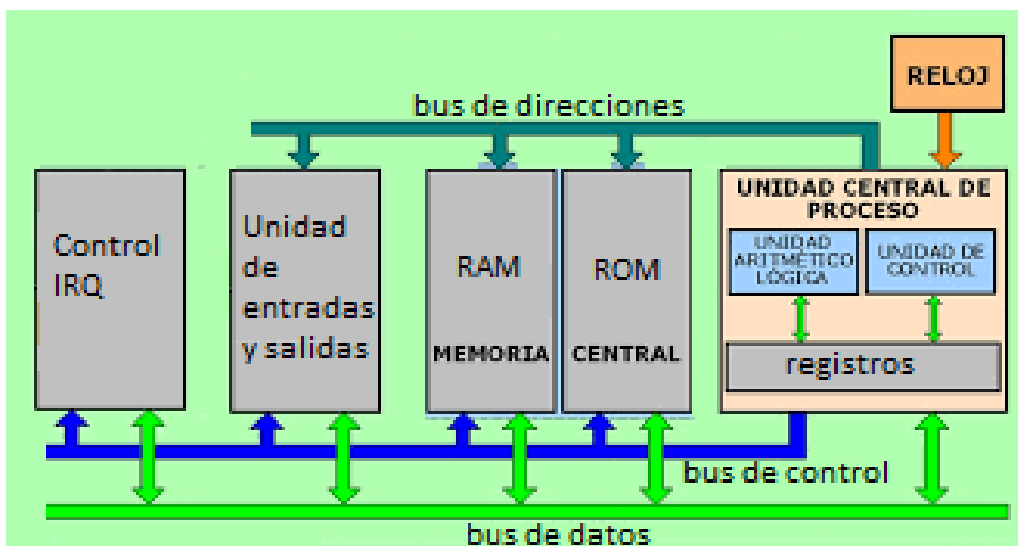 RELOJ
bus de direcciones
Control
IRQ
Unidad
de
entradas
y salidas
RAM
MEMORIA
ROM
CENTRAL
UNIDAD CENTRAL DE
PROCESO
UNIDAD
ARITMÉTICO
LÓGICA
UNIDAD DE
CONTROL
registros
bus de control
bus de datos